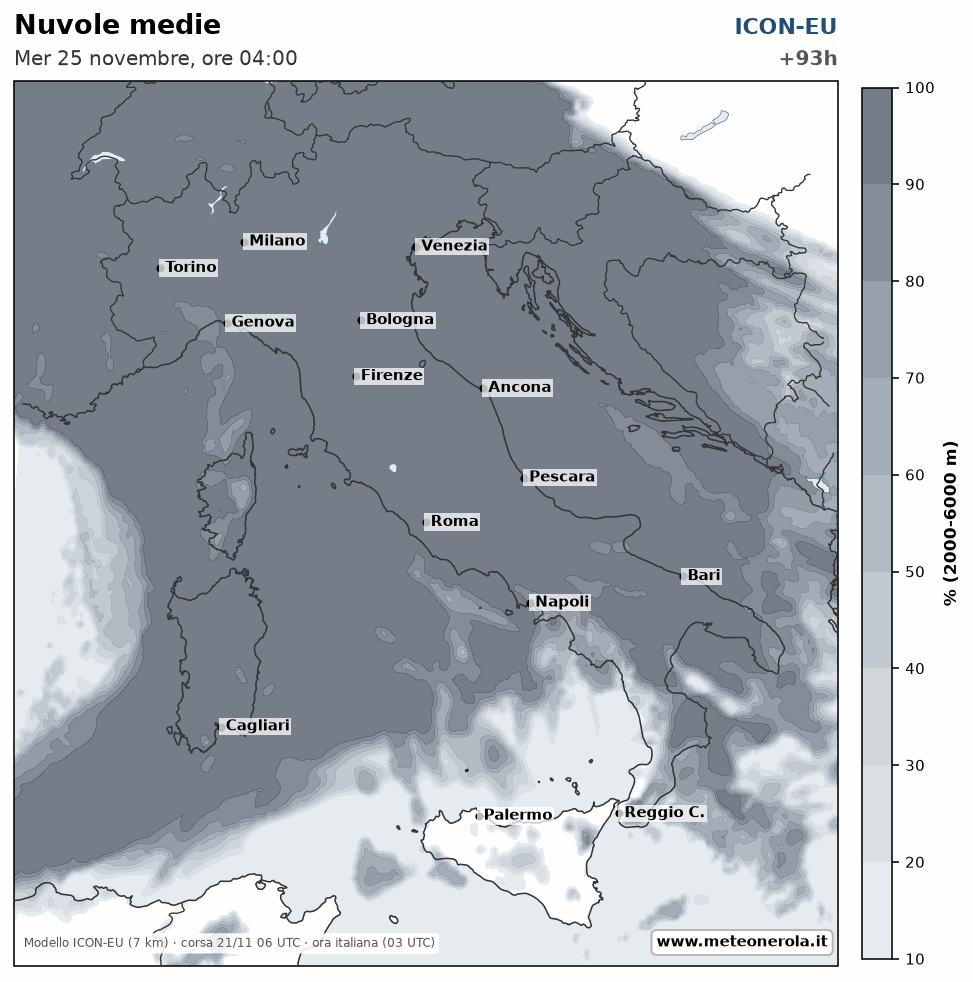 Nuvole medie
ICON-EU
Mer 25 novembre, ore 04:00
+93h
100
90
80
70
60
50
40
30
20
10
% (2000-6000 m)
Milano
Venezia
Torino
Genova
Bologna
Firenze
Ancona
Pescara
Roma
Bari
Napoli
Cagliari
Palermo
Reggio C.
Modello ICON-EU (7 km) · corsa 21/11 06 UTC · ora italiana (03 UTC)
www.meteonerola.it